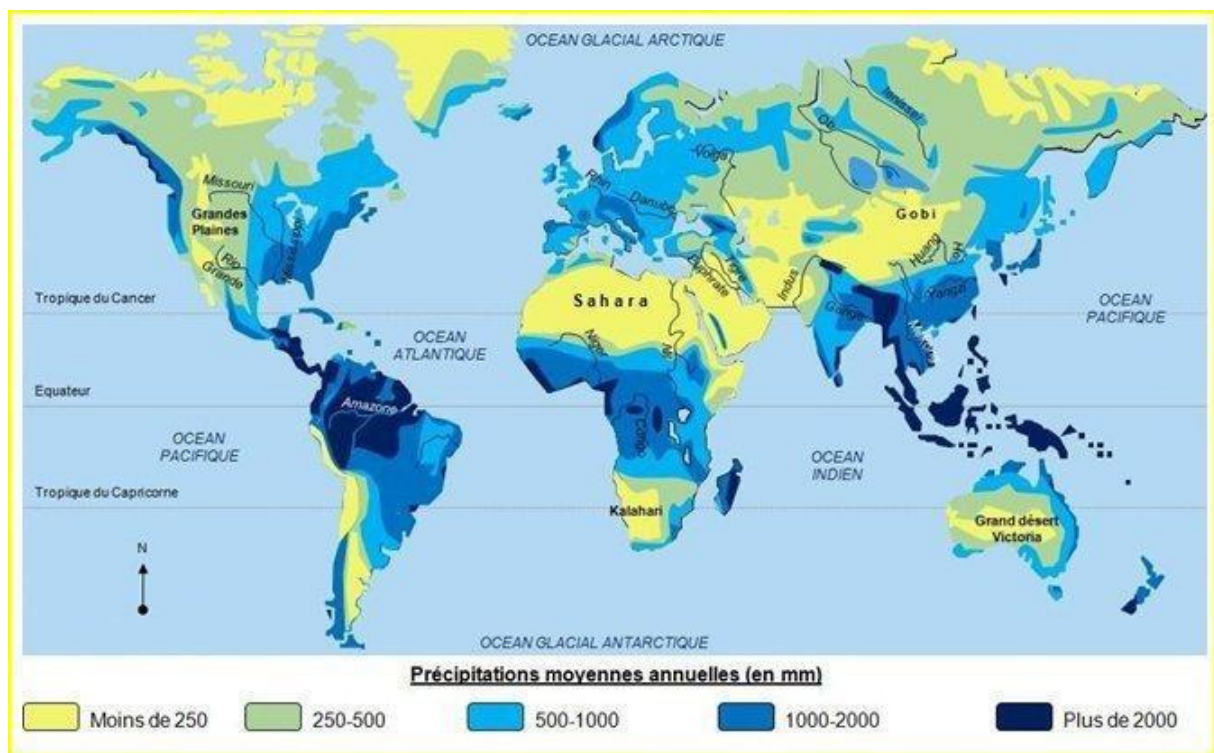 OCEAN GLACIAL ARCTIQUE
Ienisseï
Ob
Volga
Rhin
Danube
Missouri
Grandes
Plaines
Mississippi
Rio
Grande
Gobi
Huang
Ho
Tigre
Euphrate
Indus
Tropique du Cancer
Sahara
Gange
Yangzi
Mékong
OCEAN
PACIFIQUE
OCEAN
ATLANTIQUE
Niger
Nil
Equateur
Amazone
Congo
OCEAN
PACIFIQUE
OCEAN
INDIEN
Tropique du Capricorne
Kalahari
Grand désert
Victoria
N
OCEAN GLACIAL ANTARCTIQUE
Précipitations moyennes annuelles (en mm)
Moins de 250
250-500
500-1000
1000-2000
Plus de 2000